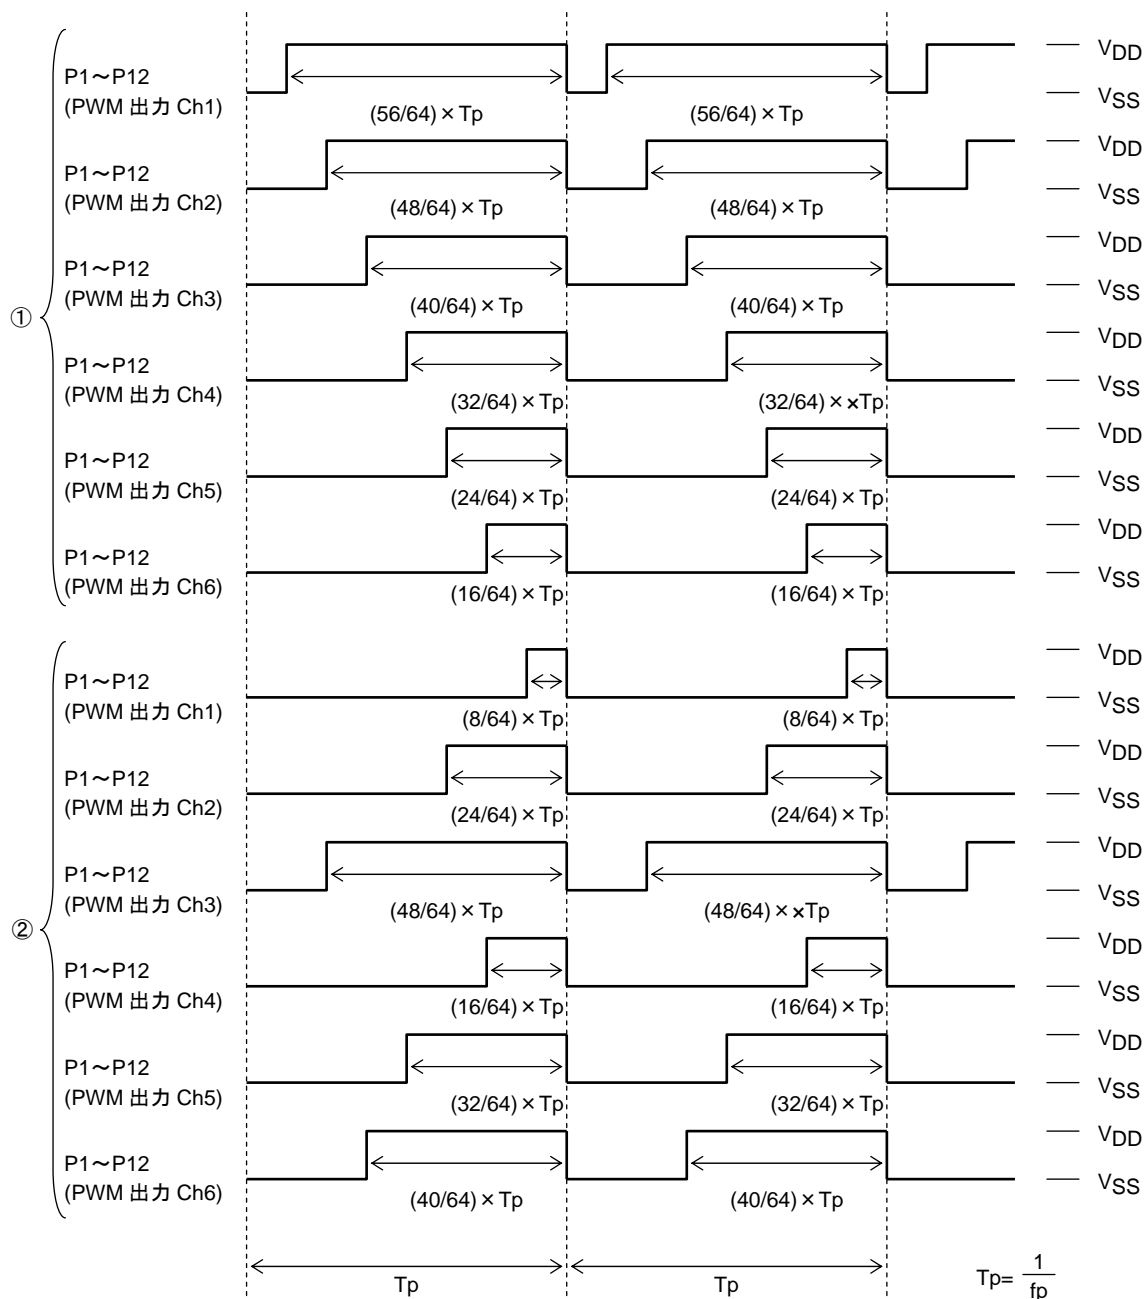 ①
P1～P12
(PWM 出力 Ch1)
(56/64) × Tp
(56/64) × Tp
VDD
VSS
P1～P12
(PWM 出力 Ch2)
(48/64) × Tp
(48/64) × Tp
VDD
VSS
P1～P12
(PWM 出力 Ch3)
(40/64) × Tp
(40/64) × Tp
VDD
VSS
P1～P12
(PWM 出力 Ch4)
(32/64) × Tp
(32/64) × ×Tp
VDD
VSS
P1～P12
(PWM 出力 Ch5)
(24/64) × Tp
(24/64) × Tp
VDD
VSS
P1～P12
(PWM 出力 Ch6)
(16/64) × Tp
(16/64) × Tp
VDD
VSS
②
P1～P12
(PWM 出力 Ch1)
(8/64) × Tp
(8/64) × Tp
VDD
VSS
P1～P12
(PWM 出力 Ch2)
(24/64) × Tp
(24/64) × Tp
VDD
VSS
P1～P12
(PWM 出力 Ch3)
(48/64) × Tp
(48/64) × ×Tp
VDD
VSS
P1～P12
(PWM 出力 Ch4)
(16/64) × Tp
(16/64) × Tp
VDD
VSS
P1～P12
(PWM 出力 Ch5)
(32/64) × Tp
(32/64) × Tp
VDD
VSS
P1～P12
(PWM 出力 Ch6)
(40/64) × Tp
(40/64) × Tp
VDD
VSS
Tp
Tp
Tp= 1/fp